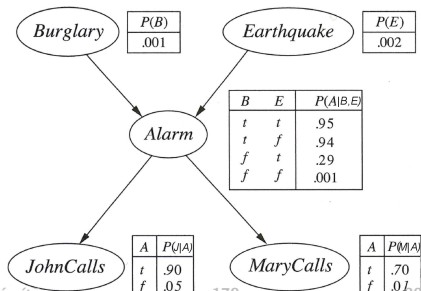 Burglary
P(B)
.001
Earthquake
P(E)
.002
Alarm
B E P(A|B,E)
t t .95
t f .94
f t .29
f f .001
JohnCalls
A P(J|A)
t .90
f .05
MaryCalls
A P(M|A)
t .70
f .01